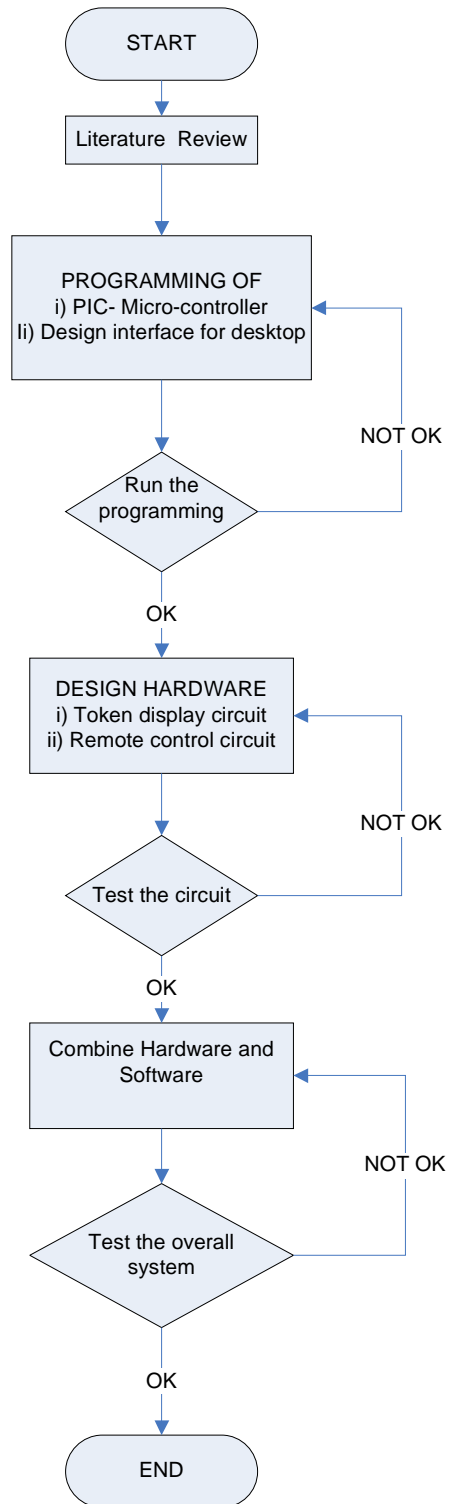 START
Literature Review
PROGRAMMING OF
i) PIC- Micro-controller
Ii) Design interface for desktop
NOT OK
Run the
programming
OK
DESIGN HARDWARE
i) Token display circuit
ii) Remote control circuit
NOT OK
Test the circuit
OK
Combine Hardware and
Software
NOT OK
Test the overall
system
OK
END